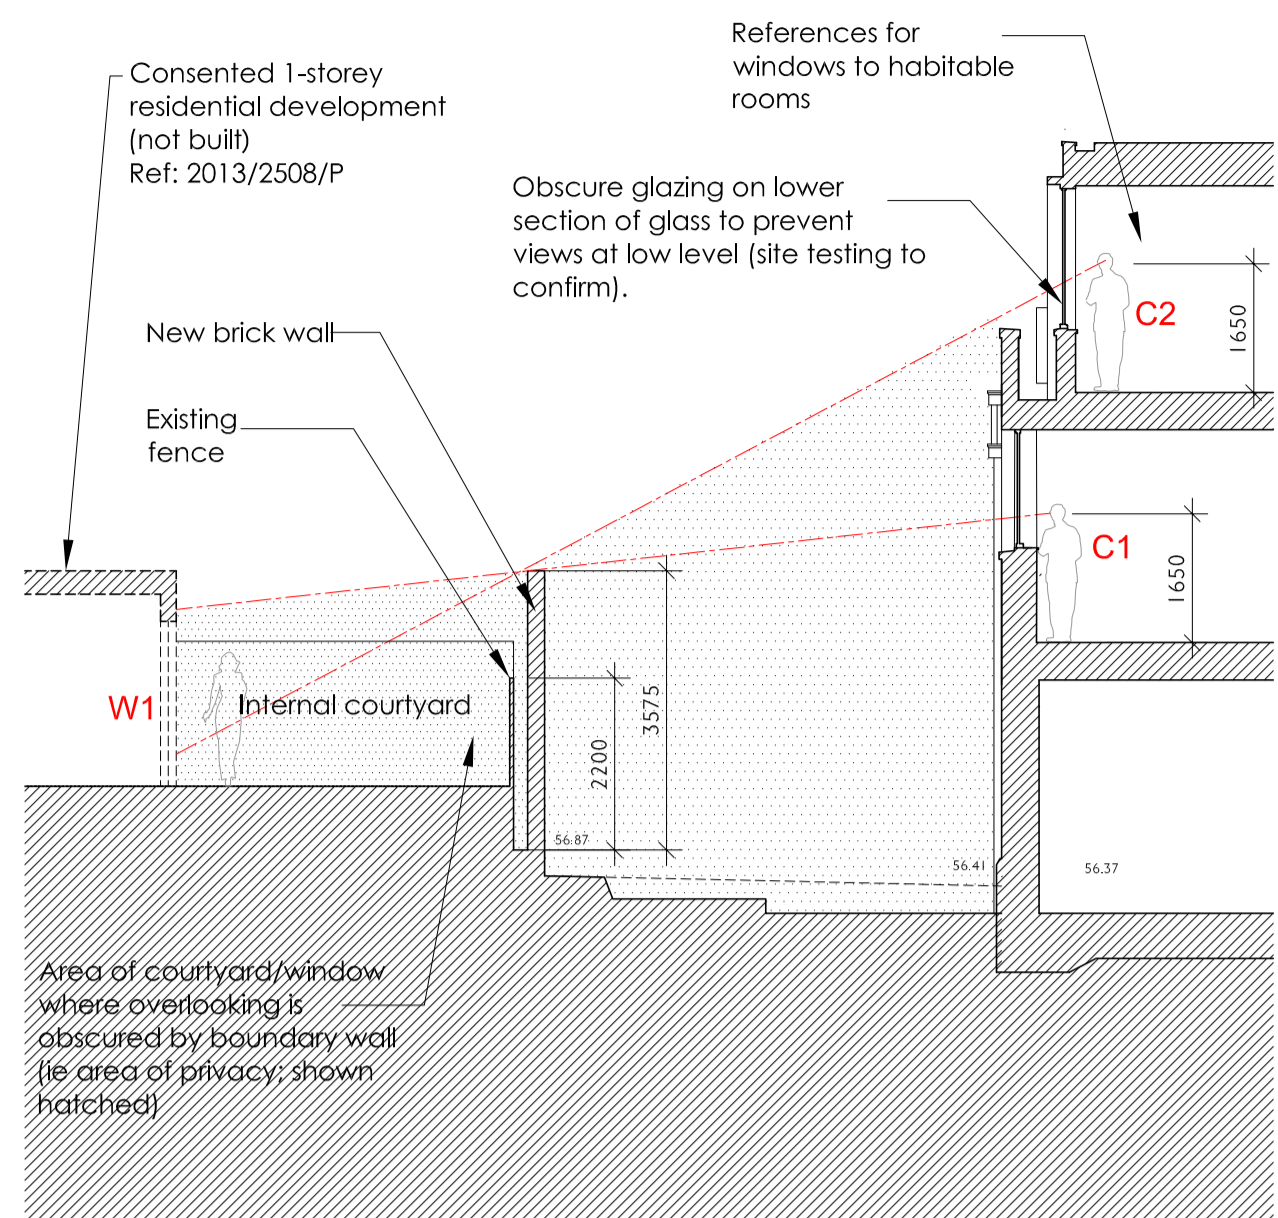 References for
windows to habitable
rooms
Consented 1-storey
residential development
(not built)
Ref: 2013/2508/P
Obscure glazing on lower
section of glass to prevent
views at low level (site testing to
confirm).
C2
1650
New brick wall
Existing
fence
C1
1650
W1
Internal courtyard
3575
2200
56.87
56.41
56.37
Area of courtyard/window
where overlooking is
obscured by boundary wall
(ie area of privacy; shown
hatched)